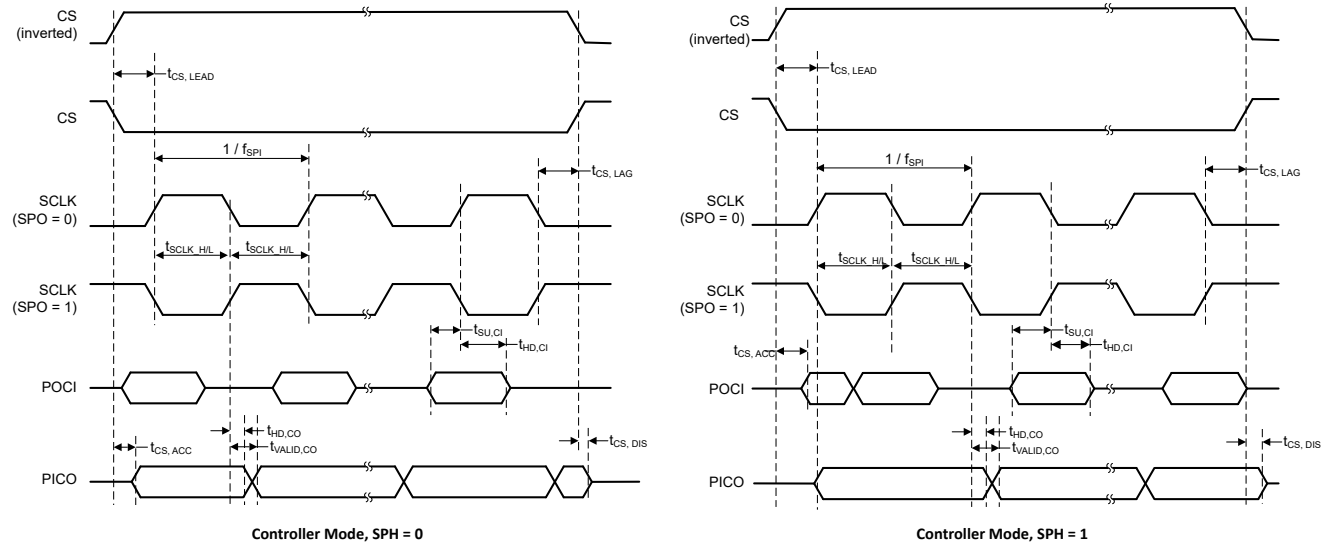 CS
(inverted)
tCS, LEAD
CS
1 / fSPI
tCS, LAG
SCLK
(SPO = 0)
tSCLK_H/L
tSCLK_H/L
SCLK
(SPO = 1)
tSU,CI
tHD,CI
POCI
tHD,CO
tVALID,CO
tCS, ACC
tCS, DIS
PICO
Controller Mode, SPH = 0
CS
(inverted)
tCS, LEAD
CS
1 / fSPI
tCS, LAG
SCLK
(SPO = 0)
tSCLK_H/L
tSCLK_H/L
SCLK
(SPO = 1)
tSU,CI
tHD,CI
tCS, ACC
POCI
tHD,CO
tVALID,CO
tCS, DIS
PICO
Controller Mode, SPH = 1